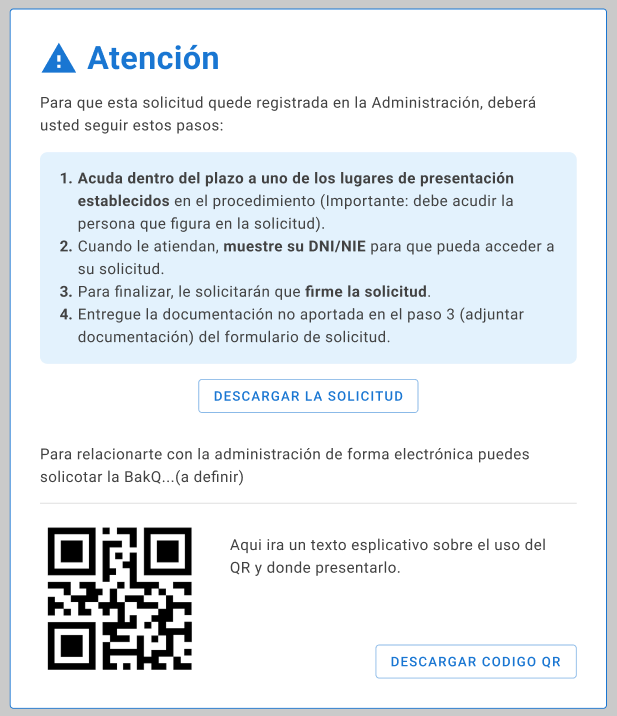 Atención
Para que esta solicitud quede registrada en la Administración, deberá
usted seguir estos pasos:
1. Acuda dentro del plazo a uno de los lugares de presentación
establecidos en el procedimiento (Importante: debe acudir la
persona que figura en la solicitud).
2. Cuando le atiendan, muestre su DNI/NIE para que pueda acceder a
su solicitud.
3. Para finalizar, le solicitarán que firme la solicitud.
4. Entregue la documentación no aportada en el paso 3 (adjuntar
documentación) del formulario de solicitud.
DESCARGAR LA SOLICITUD
Para relacionarte con la administración de forma electrónica puedes
solicotar la BakQ...(a definir)
Aqui ira un texto esplicativo sobre el uso del
QR y donde presentarlo.
DESCARGAR CODIGO QR